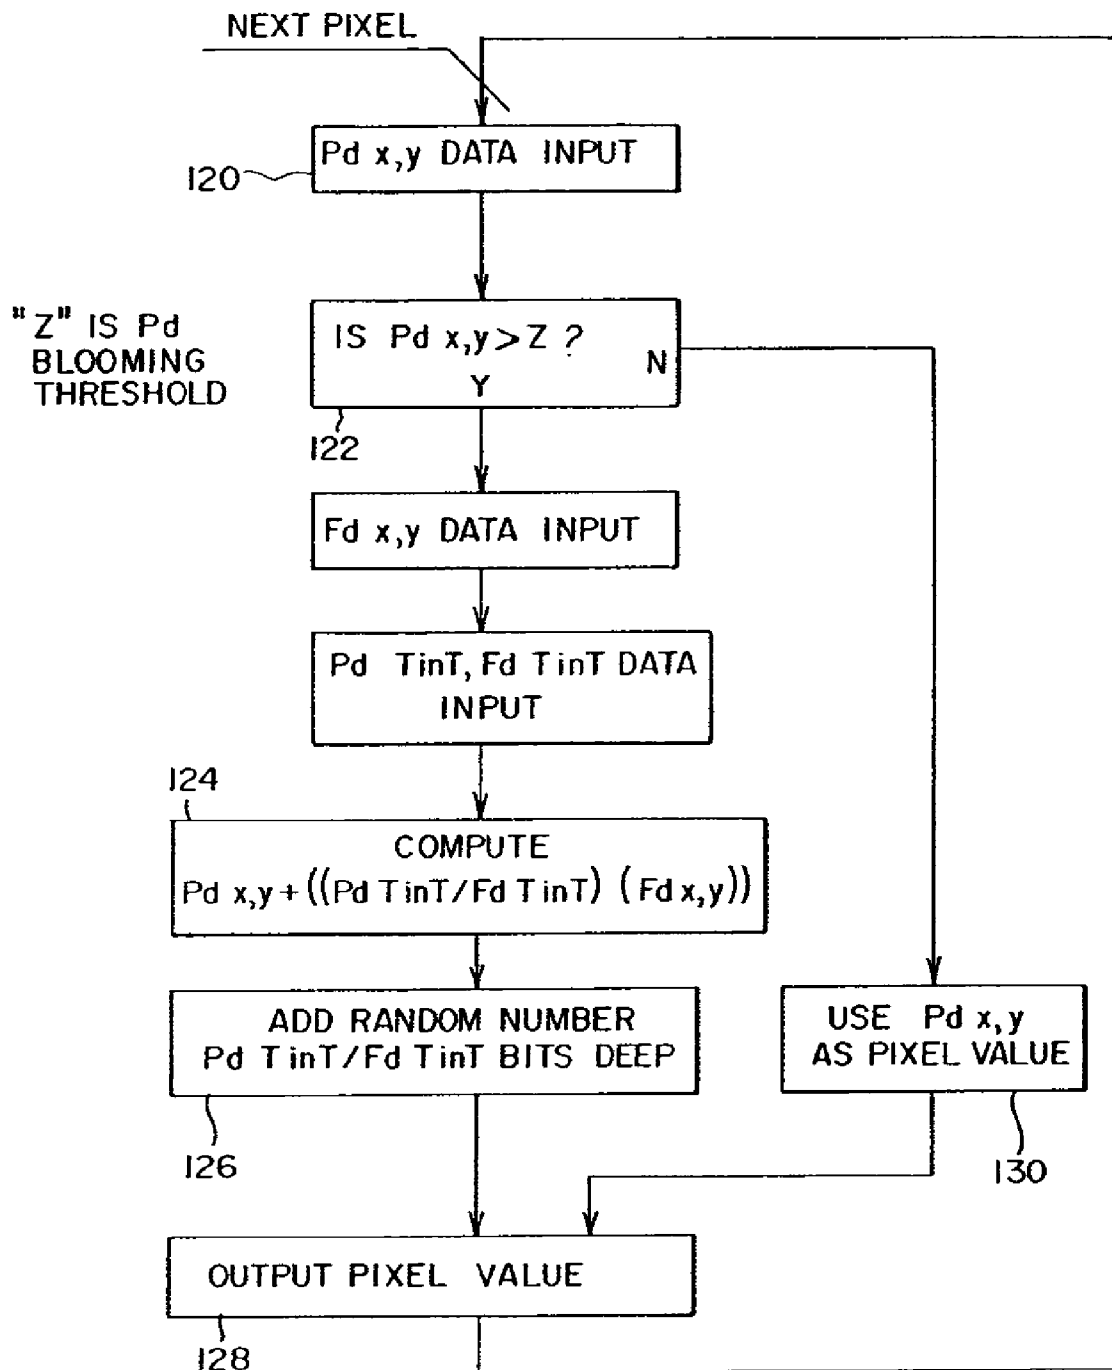 NEXT PIXEL
Pd x,y DATA INPUT
120
"Z" IS Pd
BLOOMING
THRESHOLD
IS Pd x,y > Z ?
N
Y
122
Fd x,y DATA INPUT
Pd TinT, Fd TinT DATA
INPUT
124
COMPUTE
Pd x,y + ((Pd TinT/Fd TinT) (Fd x,y))
ADD RANDOM NUMBER
Pd TinT/Fd TinT BITS DEEP
126
USE Pd x,y
AS PIXEL VALUE
130
OUTPUT PIXEL VALUE
128